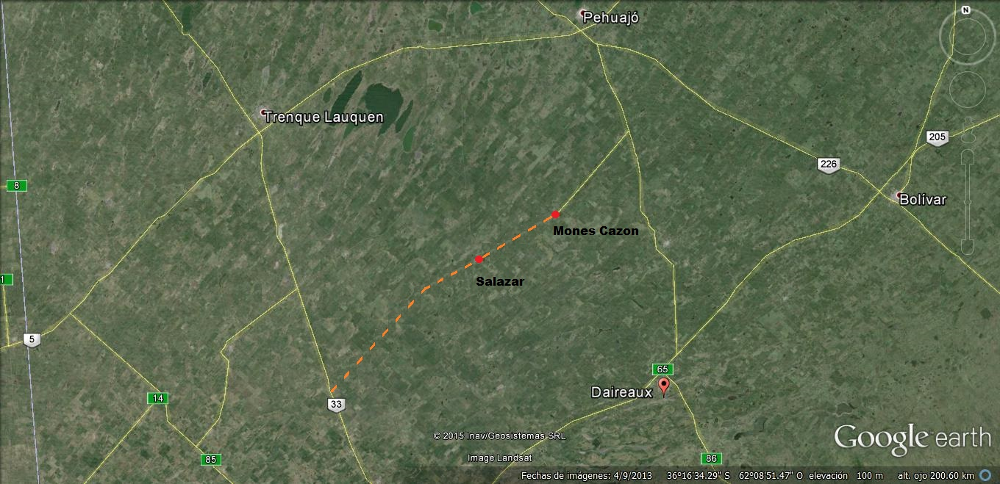 N
Pehuajó
Trenque Lauquen
205
226
8
Bolívar
Mones Cazon
Salazar
1
5
65
Daireaux
14
33
© 2015 Inav/Geosistemas SRL
Google earth
Image Landsat
85
86
Fechas de imágenes: 4/9/2013 36°16'34.29" S 62°08'51.47" O elevación 100 m alt. ojo 200.60 km